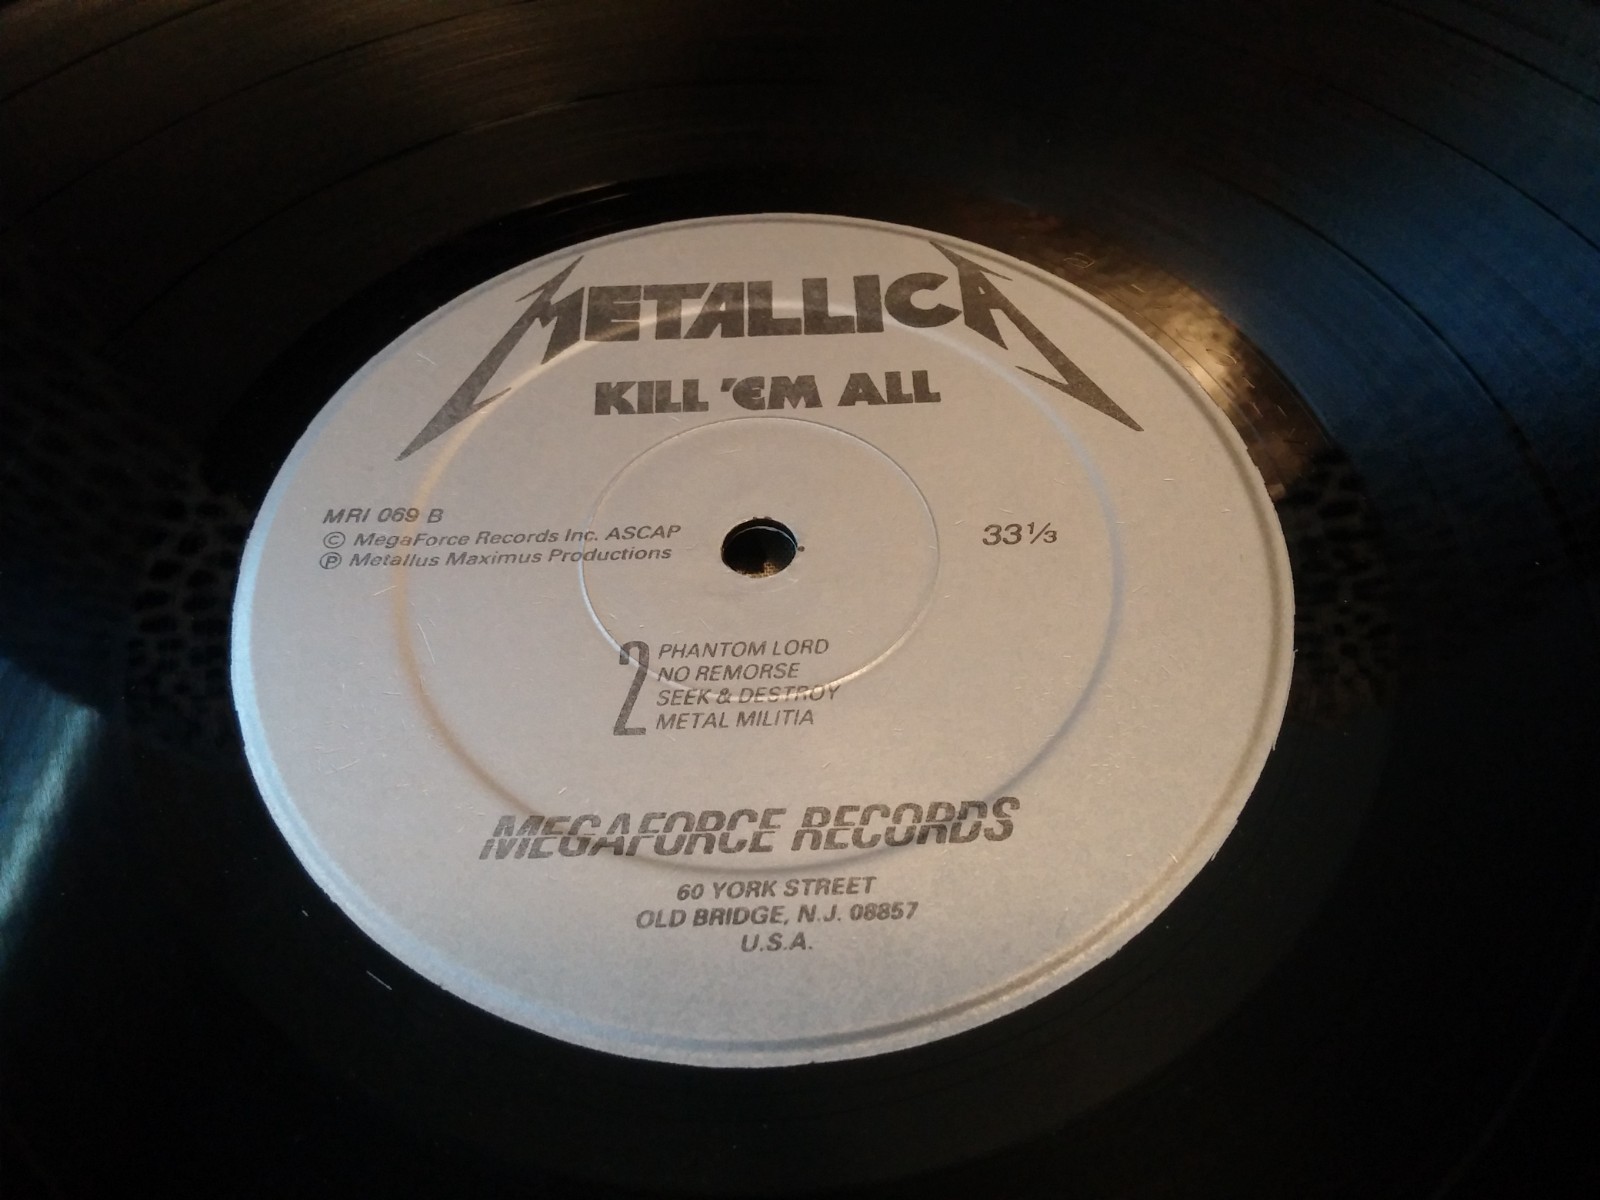 METALLICA
KILL 'EM ALL
MRI 069 B
© MegaForce Records Inc. ASCAP
℗ Metallus Maximus Productions
33⅓
2
PHANTOM LORD
NO REMORSE
SEEK & DESTROY
METAL MILITIA
MEGAFORCE RECORDS
60 YORK STREET
OLD BRIDGE, N.J. 08857
U.S.A.